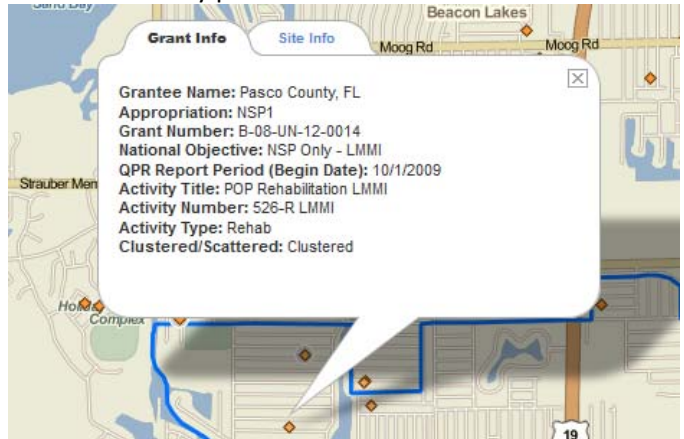 Sand Bay
Beacon Lakes
Grant Info
Site Info
Moog Rd
Moog Rd
Grantee Name: Pasco County, FL
Appropriation: NSP1
Grant Number: B-08-UN-12-0014
National Objective: NSP Only - LMMI
QPR Report Period (Begin Date): 10/1/2009
Activity Title: POP Rehabilitation LMMI
Activity Number: 526-R LMMI
Activity Type: Rehab
Clustered/Scattered: Clustered
Strauber Mem
Complex
19